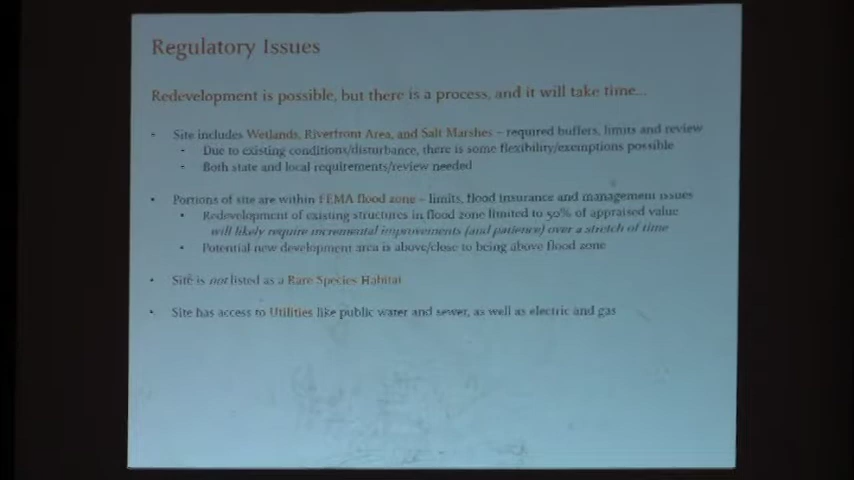 Regulatory Issues
Redevelopment is possible, but there is a process, and it will take time...
- Site includes Wetlands, Riverfront Area, and Salt Marshes – required buffers, limits and review
- Due to existing conditions/disturbance, there is some flexibility/exemptions possible
- Both state and local requirements/review needed
• Portions of site are within FEMA flood zone – limits, flood insurance and management issues
• Redevelopment of existing structures in flood zone limited to 50% of appraised value
will likely require incremental improvements (and patience) over a stretch of time
• Potential new development area is above/close to being above flood zone
• Site is not listed as a Rare Species Habitat
• Site has access to Utilities like public water and sewer, as well as electric and gas